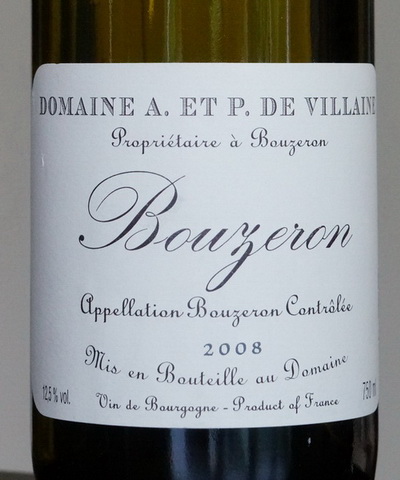 DOMAINE A. ET P. DE VILLAINE
Propriétaire à Bouzeron
Bouzeron
Appellation Bouzeron Contrôlée
2008
Mis en Bouteille au Domaine
12,5 % vol.
750 ml
Vin de Bourgogne - Product of France